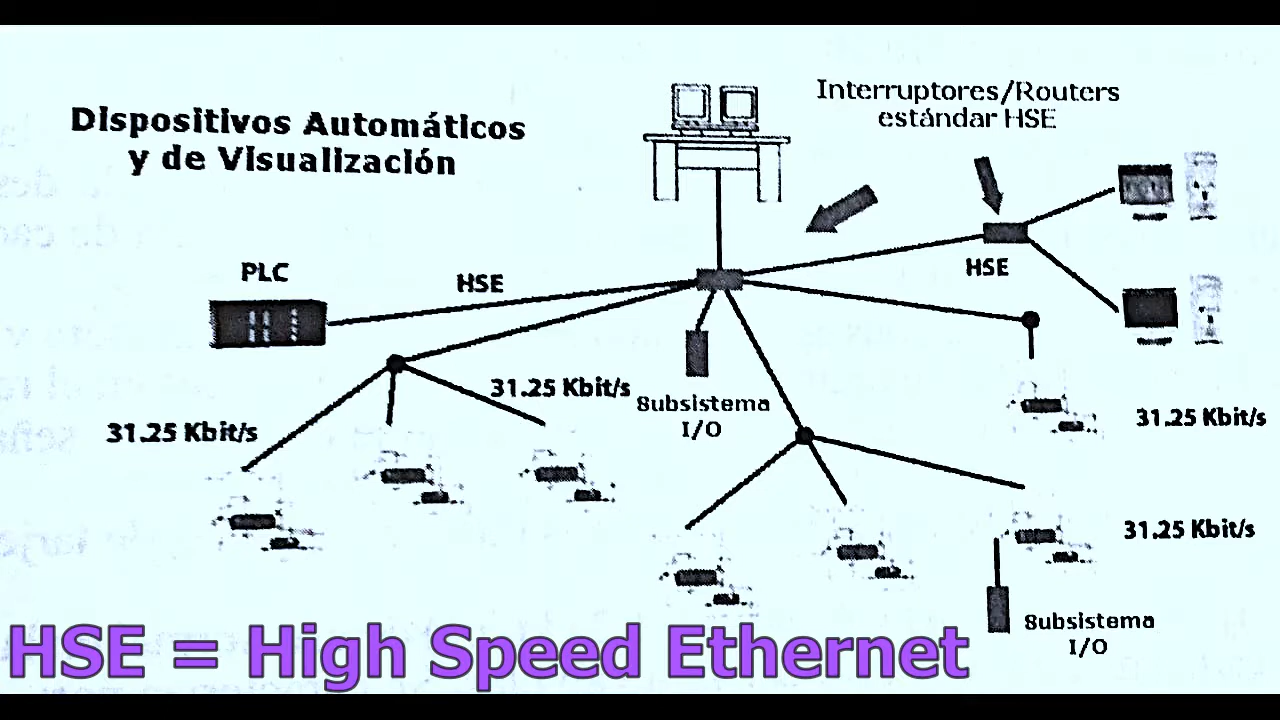 Dispositivos Automáticos
y de Visualización
Interruptores/Routers
estándar HSE
PLC
HSE
HSE
31.25 Kbit/s
31.25 Kbit/s
Subsistema
I/O
31.25 Kbit/s
31.25 Kbit/s
Subsistema
I/O
HSE = High Speed Ethernet